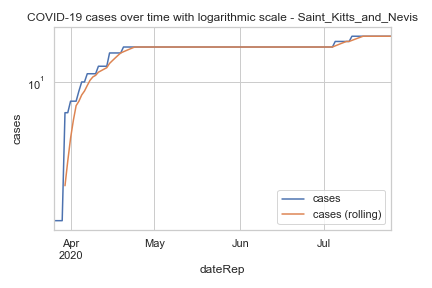 COVID-19 cases over time with logarithmic scale - Saint_Kitts_and_Nevis
10¹
cases
cases
cases (rolling)
Apr
2020
May
Jun
Jul
dateRep